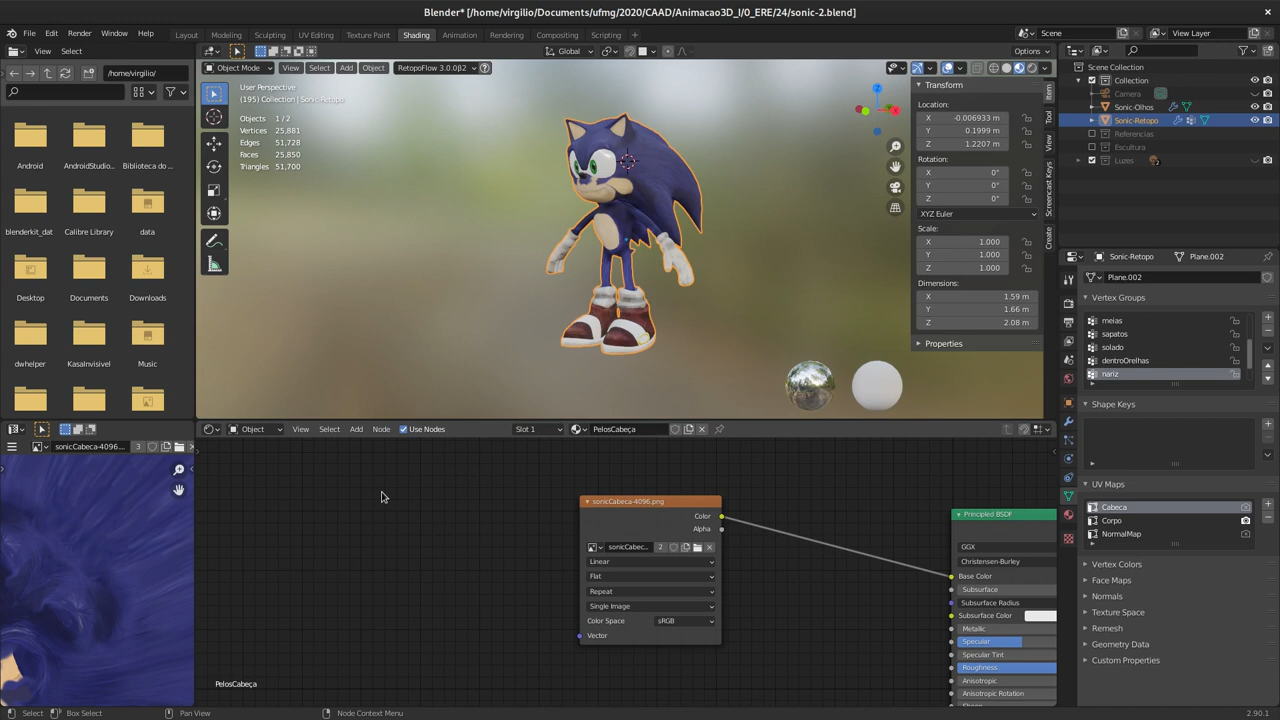 Blender* [/home/virgilio/Documents/ufmg/2020/CAAD/Animacao3D_I/0_ERE/24/sonic-2.blend]
File Edit Render Window Help
Layout Modeling Sculpting UV Editing Texture Paint Shading Animation Rendering Compositing Scripting +
Scene View Layer
View Select
Global Options
/home/virgilio/
Object Mode View Select Add Object RetopoFlow 3.0.0β2
Android
AndroidStudio...
Biblioteca do ...
blenderkit_dat
Calibre Library
data
Desktop
Documents
Downloads
dwhelper
KasaInvisivel
Music
User Perspective
(195) Collection | Sonic-Retopo
Objects 1 / 2
Vertices 25,881
Edges 51,728
Faces 25,850
Triangles 51,700
Transform
Location:
X -0.006933 m
Y 0.1999 m
Z 1.2207 m
Rotation:
X 0°
Y 0°
Z 0°
XYZ Euler
Scale:
X 1.000
Y 1.000
Z 1.000
Dimensions:
X 1.59 m
Y 1.66 m
Z 2.08 m
Properties
Item
Tool
View
Screencast Keys
Create
Scene Collection
Collection
Camera
Sonic-Olhos
Sonic-Retopo
Referencias
Escultura
Luzes
Sonic-Retopo Plane.002
Plane.002
Vertex Groups
meias
sapatos
solado
dentroOrelhas
nariz
Shape Keys
UV Maps
Cabeca
Corpo
NormalMap
Vertex Colors
Face Maps
Normals
Texture Space
Remesh
Geometry Data
Custom Properties
Object View Select Add Node Use Nodes Slot 1 PelosCabeça
sonicCabeca-4096... 3
sonicCabeca-4096.png
Color
Alpha
sonicCabec... 2
Linear
Flat
Repeat
Single Image
Color Space sRGB
Vector
Principled BSDF
GGX
Christensen-Burley
Base Color
Subsurface
Subsurface Radius
Subsurface Color
Metallic
Specular
Specular Tint
Roughness
Anisotropic
Anisotropic Rotation
PelosCabeça
Select Box Select Pan View Node Context Menu 2.90.1